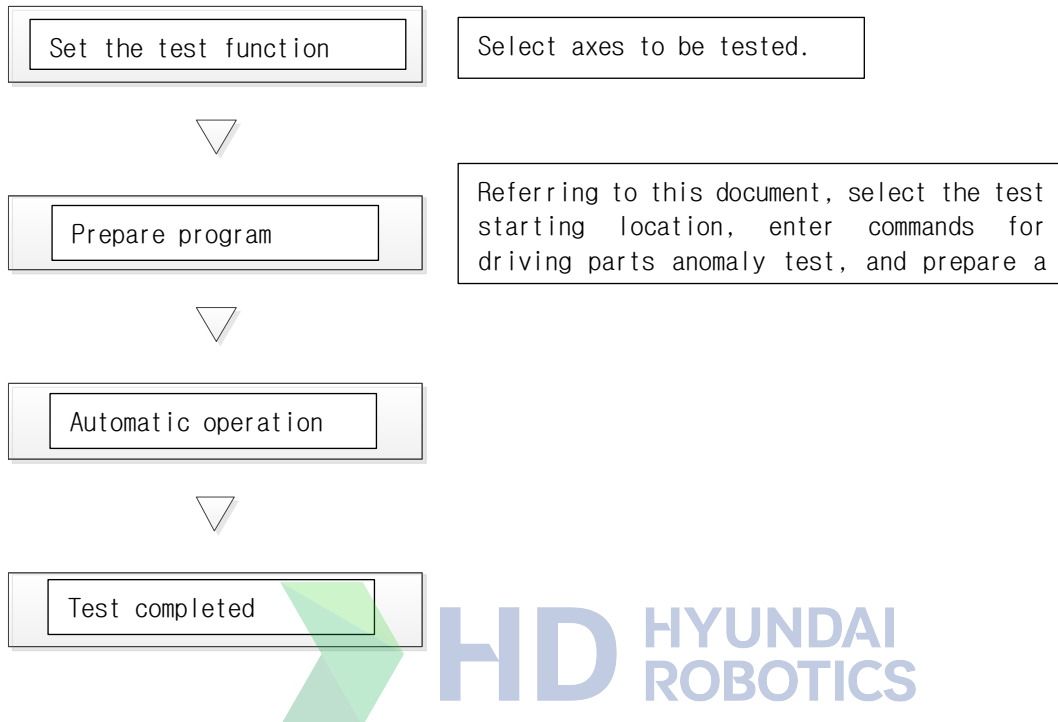 Set the test function
Select axes to be tested.
Prepare program
Referring to this document, select the test
starting location, enter commands for
driving parts anomaly test, and prepare a
Automatic operation
Test completed
HD HYUNDAI
ROBOTICS